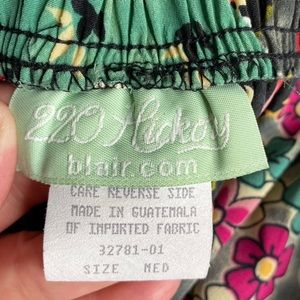 220 Hickory
blair.com
CARE REVERSE SIDE
MADE IN GUATEMALA
OF IMPORTED FABRIC
32781-01
SIZE MED